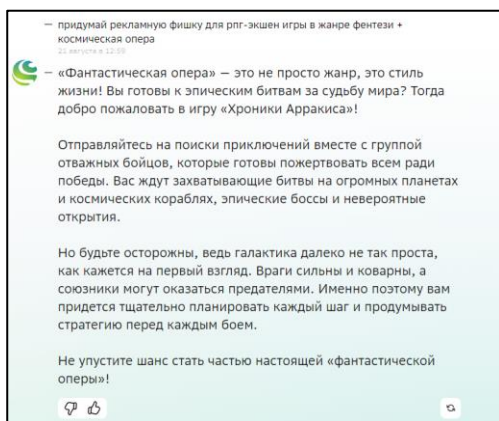 — придумай рекламную фишку для рпг-экшен игры в жанре фентези +
космическая опера
21 августа в 12:09
— «Фантастическая опера» — это не просто жанр, это стиль
жизни! Вы готовы к эпическим битвам за судьбу мира? Тогда
добро пожаловать в игру «Хроники Арракиса»!
Отправляйтесь на поиски приключений вместе с группой
отважных бойцов, которые готовы пожертвовать всем ради
победы. Вас ждут захватывающие битвы на огромных планетах
и космических кораблях, эпические боссы и невероятные
открытия.
Но будьте осторожны, ведь галактика далеко не так проста,
как кажется на первый взгляд. Враги сильны и коварны, а
союзники могут оказаться предателями. Именно поэтому вам
придется тщательно планировать каждый шаг и продумывать
стратегию перед каждым боем.
Не упустите шанс стать частью настоящей «фантастической
оперы»!